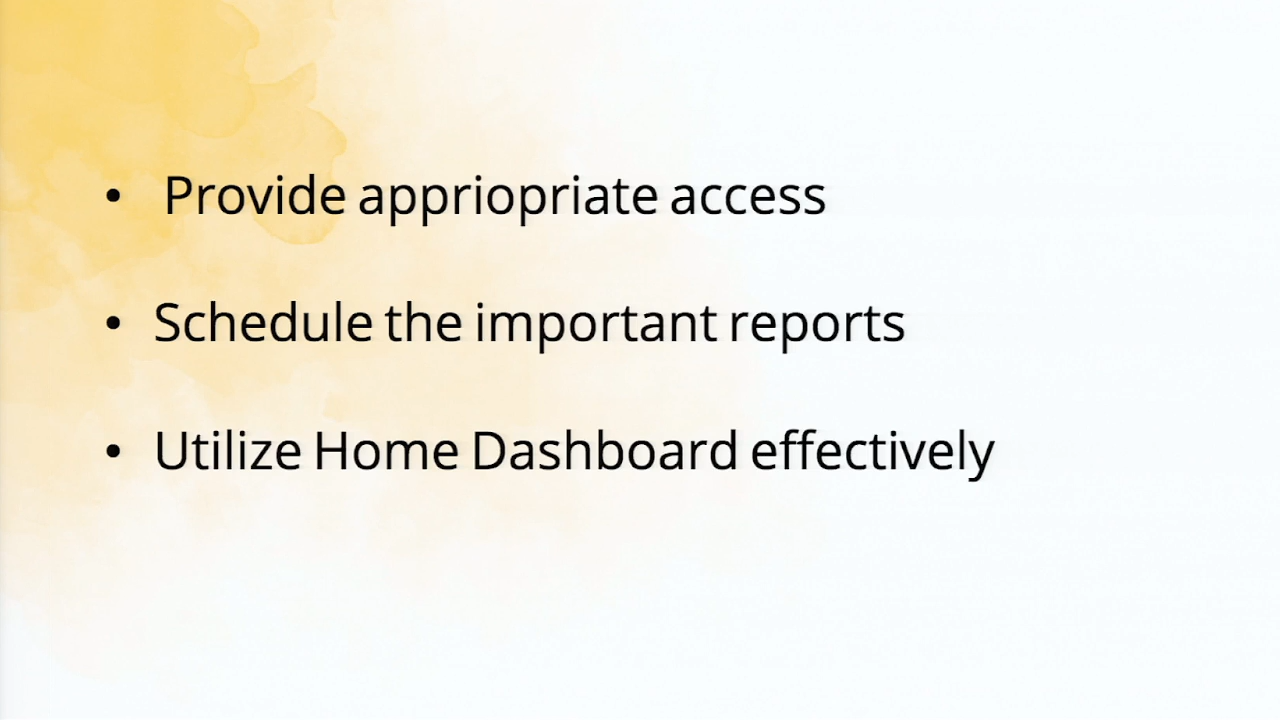 • Provide appriopriate access
• Schedule the important reports
• Utilize Home Dashboard effectively